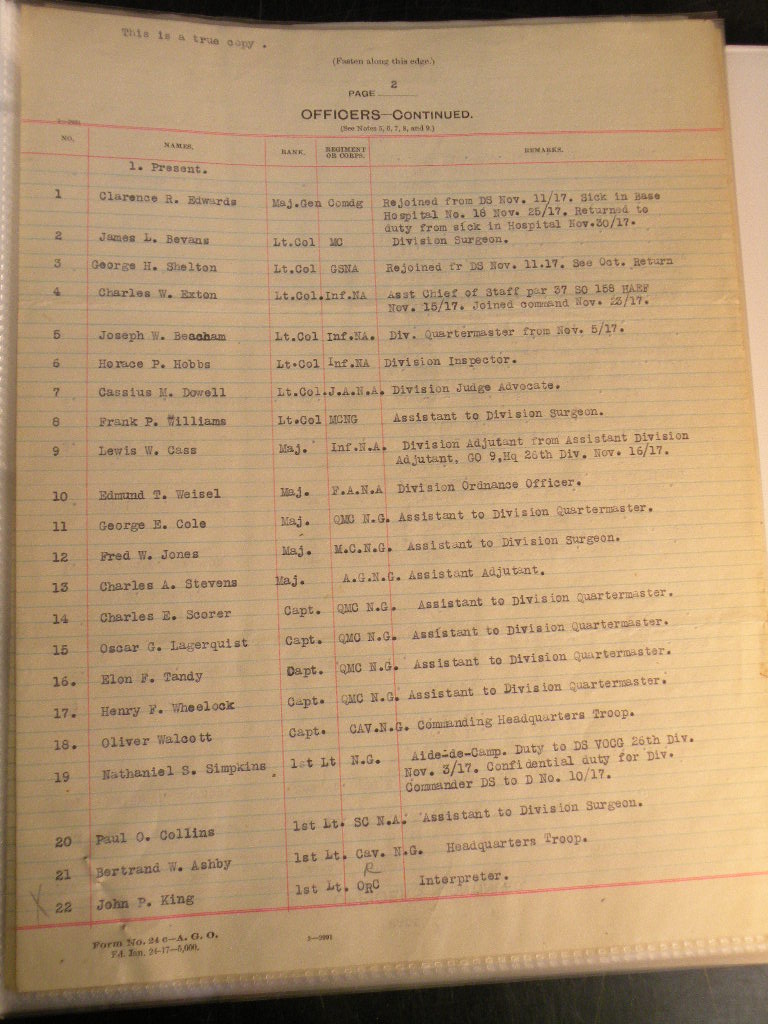 This is a true copy .
(Fasten along this edge.)
PAGE 2
OFFICERS—CONTINUED.
(See Notes 5, 6, 7, 8, and 9.)
NO. NAMES. RANK. REGIMENT OR CORPS. REMARKS.
1. Present.
1 Clarence R. Edwards Maj.Gen Comdg Rejoined from DS Nov. 11/17. Sick in Base
Hospital No. 18 Nov. 25/17. Returned to
duty from sick in Hospital Nov.30/17.
2 James L. Bevans Lt.Col MC Division Surgeon.
3 George H. Shelton Lt.Col GSNA Rejoined fr DS Nov. 11.17. See Oct. Return
4 Charles W. Exton Lt.Col.Inf.NA Asst Chief of Staff par 37 SO 158 HAEF
Nov. 15/17. Joined command Nov. 23/17.
5 Joseph W. Beacham Lt.Col Inf.NA. Div. Quartermaster from Nov. 5/17.
6 Horace P. Hobbs Lt.Col Inf.NA Division Inspector.
7 Cassius M. Dowell Lt.Col.J.A.N.A. Division Judge Advocate.
8 Frank P. Williams Lt.Col MCNG Assistant to Division Surgeon.
9 Lewis W. Cass Maj. Inf.N.A. Division Adjutant from Assistant Division
Adjutant, GO 9,Hq 26th Div. Nov. 16/17.
10 Edmund T. Weisel Maj. F.A.N.A Division Ordnance Officer.
11 George E. Cole Maj. QMC N.G. Assistant to Division Quartermaster.
12 Fred W. Jones Maj. M.C.N.G. Assistant to Division Surgeon.
13 Charles A. Stevens Maj. A.G.N.G. Assistant Adjutant.
14 Charles E. Scorer Capt. QMC N.G. Assistant to Division Quartermaster.
15 Oscar G. Lagerquist Capt. QMC N.G. Assistant to Division Quartermaster.
16. Elon F. Tandy Capt. QMC N.G. Assistant to Division Quartermaster.
17. Henry F. Wheelock Capt. QMC N.G. Assistant to Division Quartermaster.
18. Oliver Walcott Capt. CAV.N.G. Commanding Headquarters Troop.
19 Nathaniel S. Simpkins 1st Lt N.G. Aide-de-Camp. Duty to DS VOCG 26th Div.
Nov. 3/17. Confidential duty for Div.
Commander DS to D No. 10/17.
20 Paul O. Collins 1st Lt. SC N.A. Assistant to Division Surgeon.
21 Bertrand W. Ashby 1st Lt. Cav. N.G. Headquarters Troop.
R
X 22 John P. King 1st Lt. ORC Interpreter.
Form No. 24 c—A. G. O.
Ed. Jan. 24-17—5,000.
3—2991